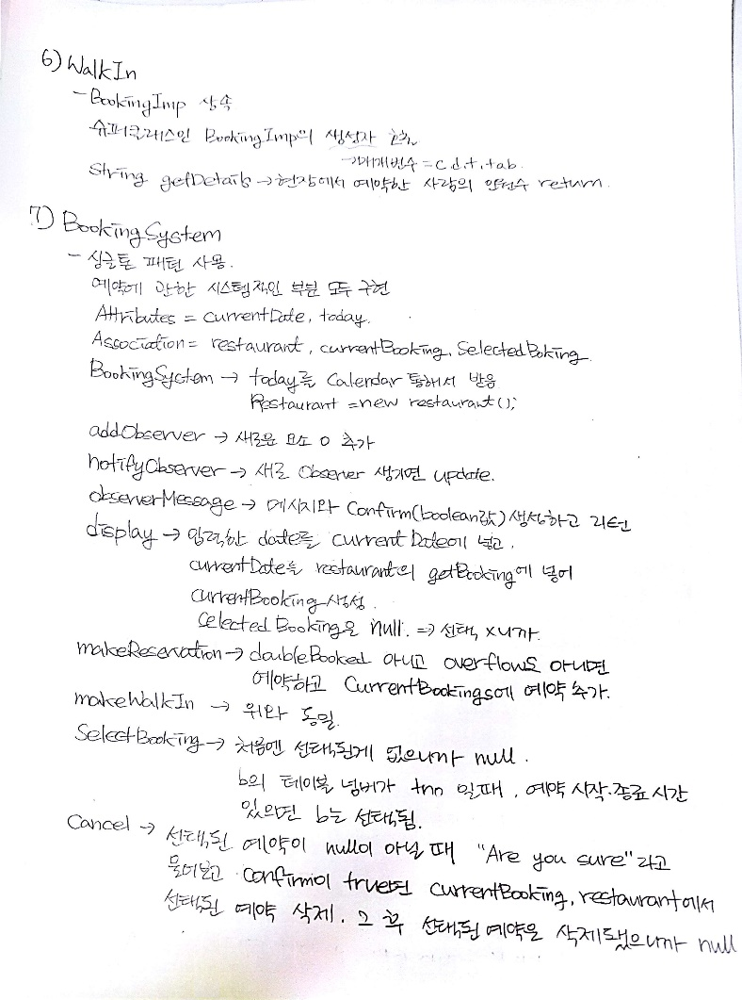 6) WalkIn
- BookingImp 상속
슈퍼클래스인 BookingImp의 생성자 호출
→매개변수 = c.d.t.tab.
String getDetails → 현장에서 예약한 사람의 인원수 return.
7) BookingSystem
- 싱글톤 패턴 사용.
예약에 관한 시스템적인 부분 모두 구현
Attributes = currentDate, today.
Association = restaurant, currentBooking, SelectedBoking.
BookingSystem → today를 Calendar 통해서 받음
Restaurant = new restaurant();
addObserver → 새로운 요소 o 추가
notifyObserver → 새로 Observer 생기면 update.
observerMessage → 메시지와 Confirm(boolean값) 생성하고 리턴
display → 입력한 date를 currentDate에 넣고.
currentDate를 restaurant의 getBooking에 넣어
currentBooking 생성.
Selected Booking은 null. => 선택 x니까.
makeReservation → doubleBooked 아니고 overflows 아니면
예약하고 CurrentBookings에 예약 추가.
makeWalkIn → 위와 동일.
SelectBooking → 처음엔 선택된게 없으니까 null.
b의 테이블 넘버가 tno 일때, 예약 시작·종료시간
있으면 b는 선택됨.
Cancel → 선택된 예약이 null이 아닐 때 "Are you sure"라고
물어보고 confirm이 true면 currentBooking, restaurant에서
선택된 예약 삭제. 그 후 선택된 예약은 삭제됐으니까 null